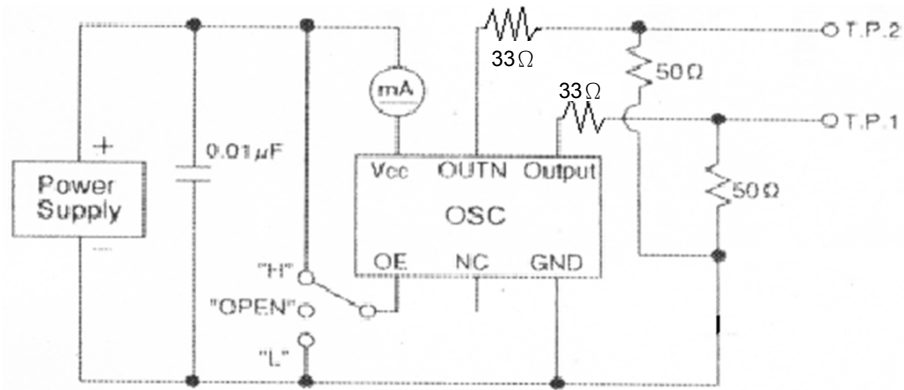 33Ω
T.P.2
50Ω
33Ω
mA
T.P.1
+
0.01μF
Vcc OUTN Output
Power
Supply
50Ω
OSC
−
OE NC GND
"H"
"OPEN"
"L"